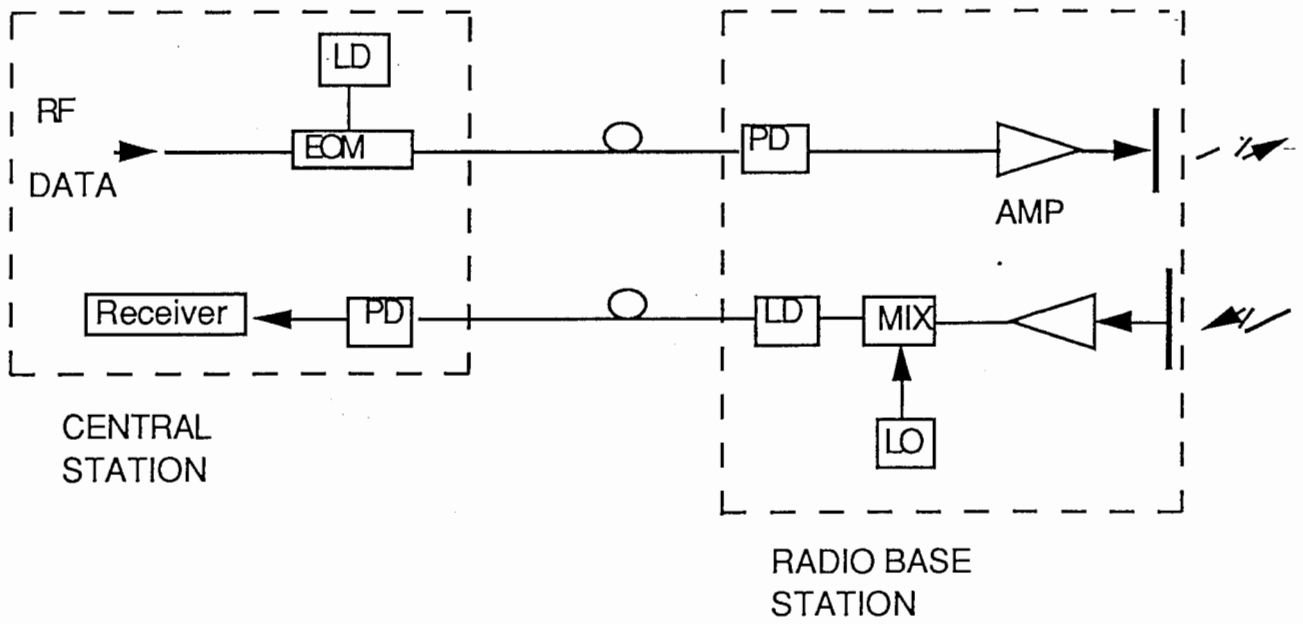 LD
RF
EOM
PD
DATA
AMP
Receiver
PD
LD
MIX
LO
CENTRAL
STATION
RADIO BASE
STATION